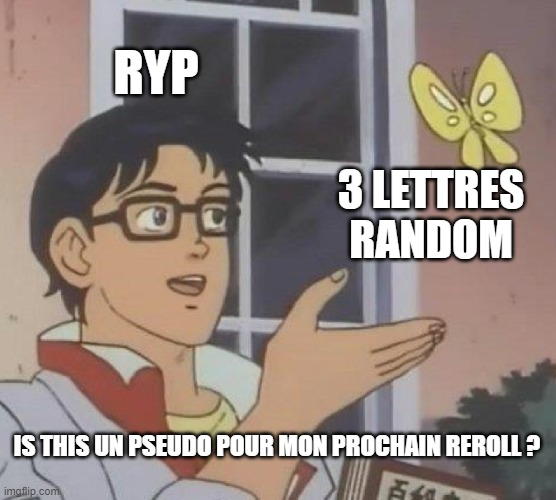 RYP
3 LETTRES
RANDOM
IS THIS UN PSEUDO POUR MON PROCHAIN REROLL ?
imgflip.com